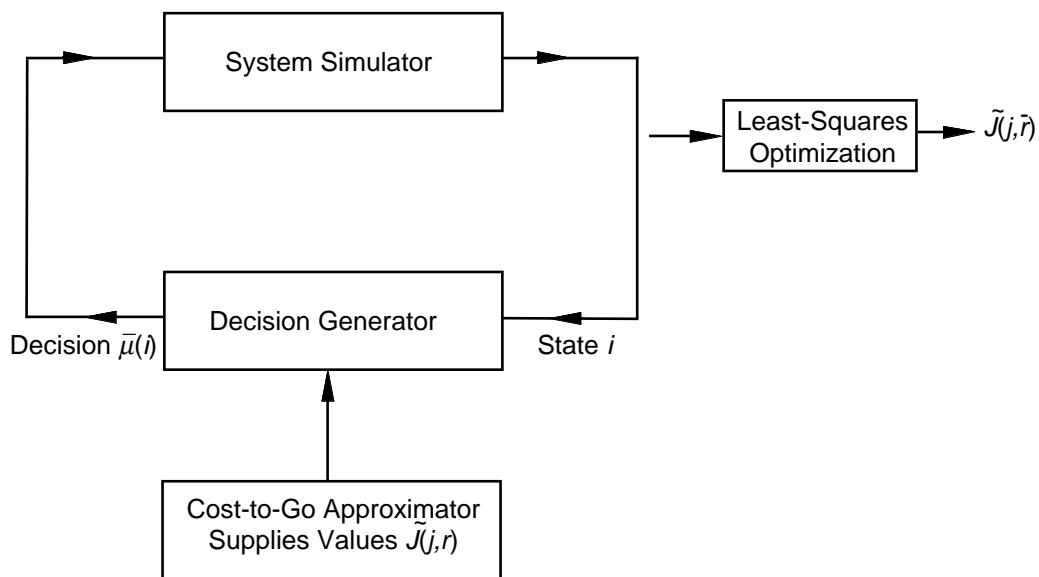 System Simulator
Least-Squares
Optimization
J̃(j,r̄)
Decision Generator
Decision μ̄(i)
State i
Cost-to-Go Approximator
Supplies Values J̃(j,r)